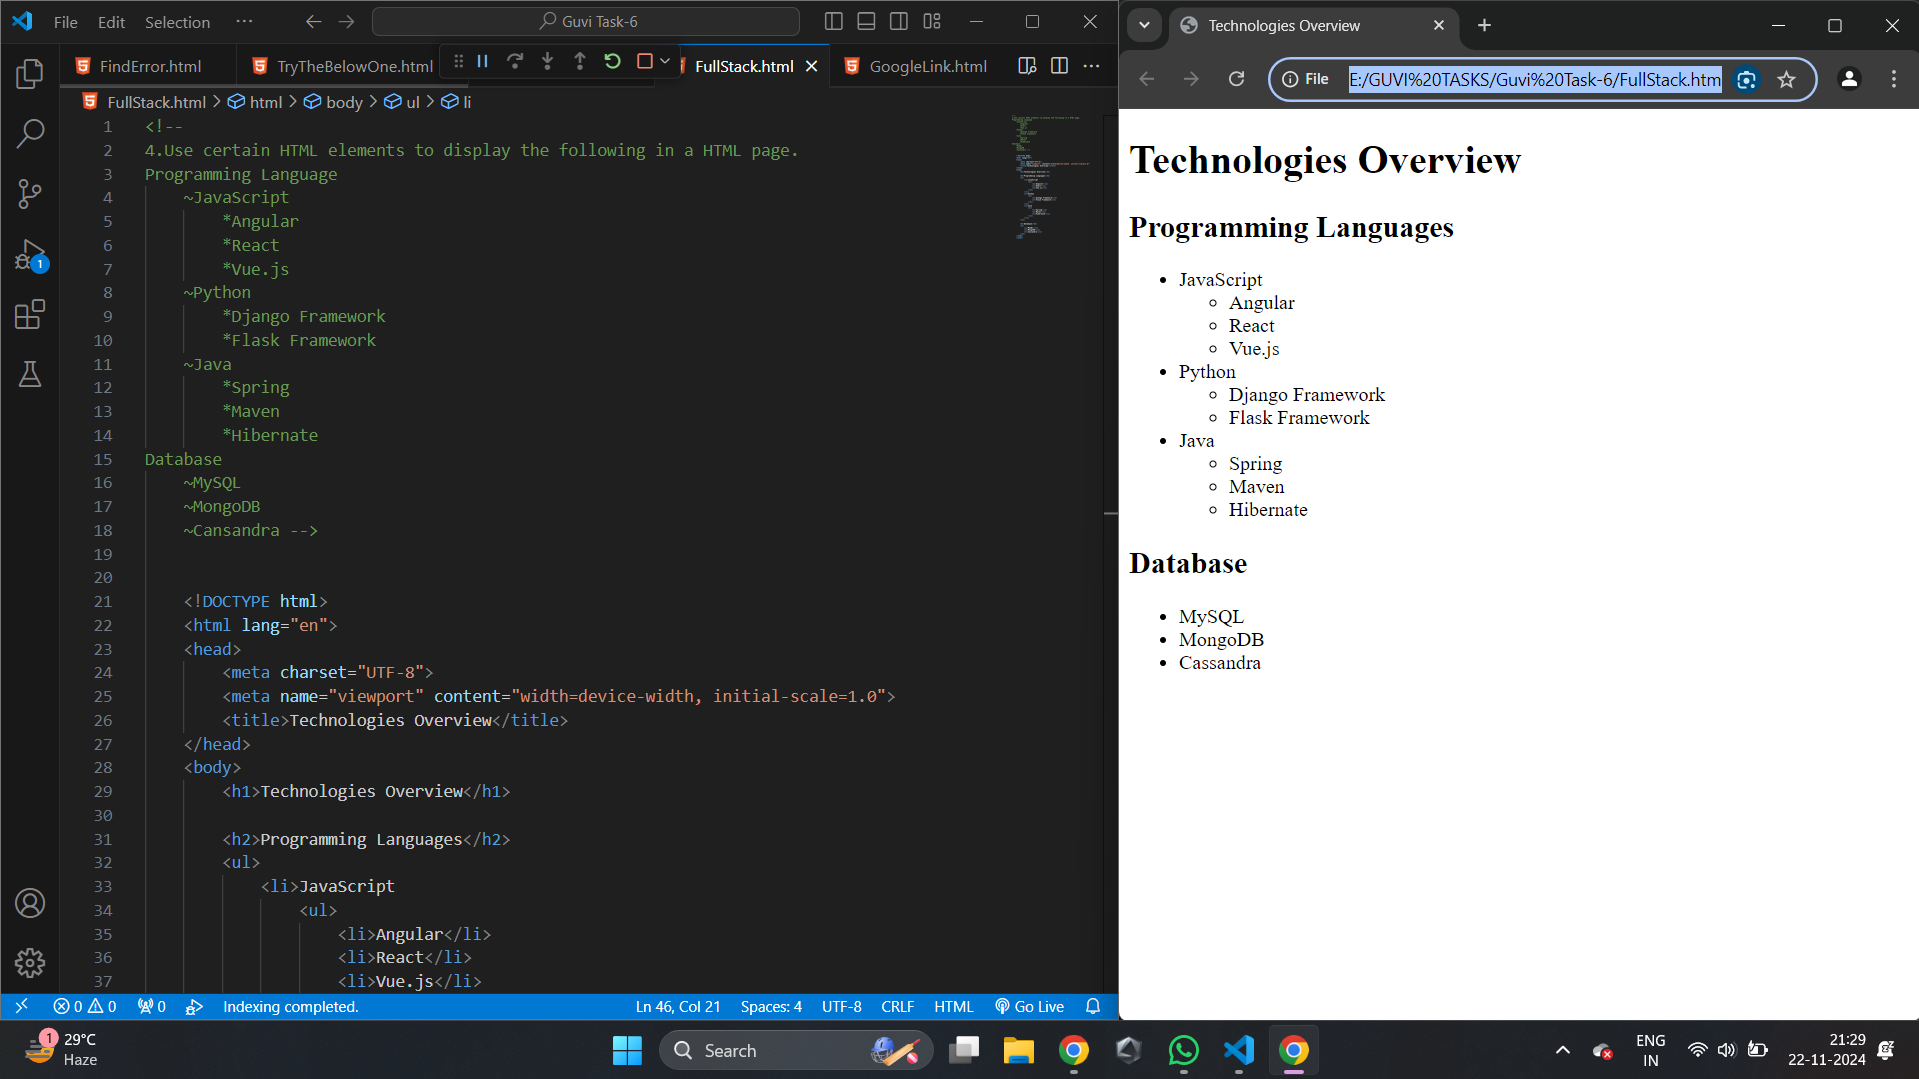 File Edit Selection ··· Guvi Task-6
FindError.html TryTheBelowOne.html FullStack.html GoogleLink.html
FullStack.html > html > body > ul > li
1 <!--
2 4.Use certain HTML elements to display the following in a HTML page.
3 Programming Language
4 ~JavaScript
5 *Angular
6 *React
7 *Vue.js
8 ~Python
9 *Django Framework
10 *Flask Framework
11 ~Java
12 *Spring
13 *Maven
14 *Hibernate
15 Database
16 ~MySQL
17 ~MongoDB
18 ~Cansandra -->
19
20
21 <!DOCTYPE html>
22 <html lang="en">
23 <head>
24 <meta charset="UTF-8">
25 <meta name="viewport" content="width=device-width, initial-scale=1.0">
26 <title>Technologies Overview</title>
27 </head>
28 <body>
29 <h1>Technologies Overview</h1>
30
31 <h2>Programming Languages</h2>
32 <ul>
33 <li>JavaScript
34 <ul>
35 <li>Angular</li>
36 <li>React</li>
37 <li>Vue.js</li>
1
0 0 0 Indexing completed. Ln 46, Col 21 Spaces: 4 UTF-8 CRLF HTML Go Live
Technologies Overview
File E:/GUVI%20TASKS/Guvi%20Task-6/FullStack.htm
Technologies Overview
Programming Languages
• JavaScript
◦ Angular
◦ React
◦ Vue.js
• Python
◦ Django Framework
◦ Flask Framework
• Java
◦ Spring
◦ Maven
◦ Hibernate
Database
• MySQL
• MongoDB
• Cassandra
1
29°C
Haze
Search
ENG
IN
21:29
22-11-2024